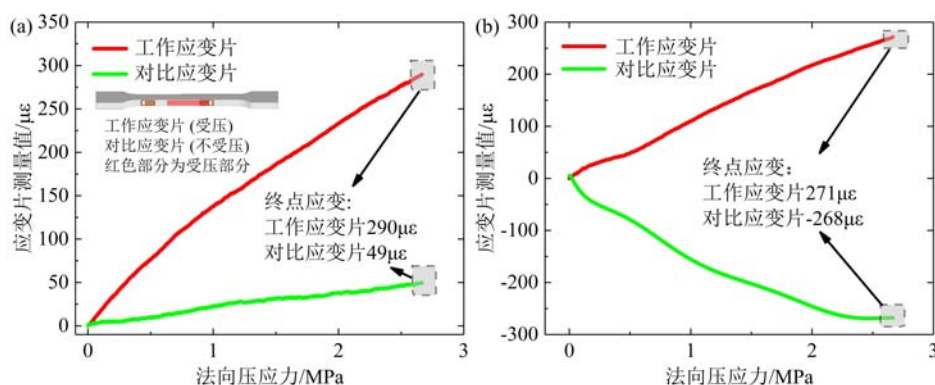 (a)
350
300
250
200
150
100
50
0
应变片测量值/με
工作应变片
对比应变片
工作应变片 (受压)
对比应变片 (不受压)
红色部分为受压部分
终点应变:
工作应变片290με
对比应变片49με
0
1
2
3
法向压应力/MPa
(b)
300
200
100
0
-100
-200
-300
应变片测量值/με
工作应变片
对比应变片
终点应变:
工作应变片271με
对比应变片-268με
0
1
2
3
法向压应力/MPa